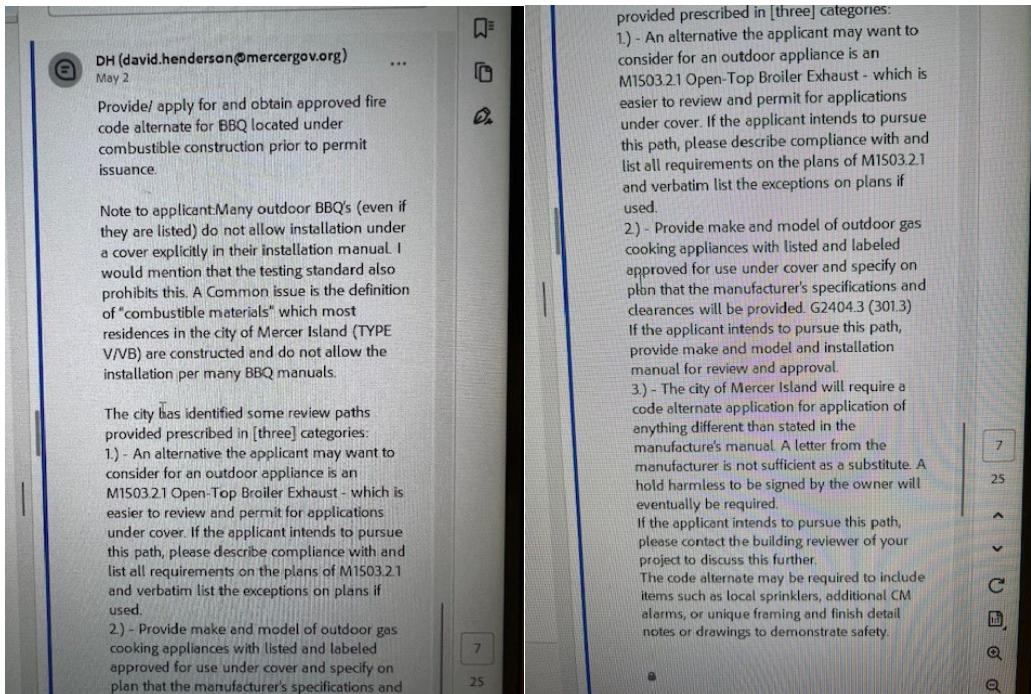 DH (david.henderson@mercergov.org)
May 2
Provide/ apply for and obtain approved fire
code alternate for BBQ located under
combustible construction prior to permit
issuance.
Note to applicant:Many outdoor BBQ's (even if
they are listed) do not allow installation under
a cover explicitly in their installation manual. I
would mention that the testing standard also
prohibits this. A Common issue is the definition
of "combustible materials" which most
residences in the city of Mercer Island (TYPE
V/VB) are constructed and do not allow the
installation per many BBQ manuals.
The city has identified some review paths
provided prescribed in [three] categories:
1.) - An alternative the applicant may want to
consider for an outdoor appliance is an
M1503.2.1 Open-Top Broiler Exhaust - which is
easier to review and permit for applications
under cover. If the applicant intends to pursue
this path, please describe compliance with and
list all requirements on the plans of M1503.2.1
and verbatim list the exceptions on plans if
used.
2.) - Provide make and model of outdoor gas
cooking appliances with listed and labeled
approved for use under cover and specify on
plan that the manufacturer's specifications and
7
25
provided prescribed in [three] categories:
1.) - An alternative the applicant may want to
consider for an outdoor appliance is an
M1503.2.1 Open-Top Broiler Exhaust - which is
easier to review and permit for applications
under cover. If the applicant intends to pursue
this path, please describe compliance with and
list all requirements on the plans of M1503.2.1
and verbatim list the exceptions on plans if
used.
2.) - Provide make and model of outdoor gas
cooking appliances with listed and labeled
approved for use under cover and specify on
plan that the manufacturer's specifications and
clearances will be provided. G2404.3 (301.3)
If the applicant intends to pursue this path,
provide make and model and installation
manual for review and approval.
3.) - The city of Mercer Island will require a
code alternate application for application of
anything different than stated in the
manufacture's manual. A letter from the
manufacturer is not sufficient as a substitute. A
hold harmless to be signed by the owner will
eventually be required.
If the applicant intends to pursue this path,
please contact the building reviewer of your
project to discuss this further.
The code alternate may be required to include
items such as local sprinklers, additional CM
alarms, or unique framing and finish detail
notes or drawings to demonstrate safety.
7
25